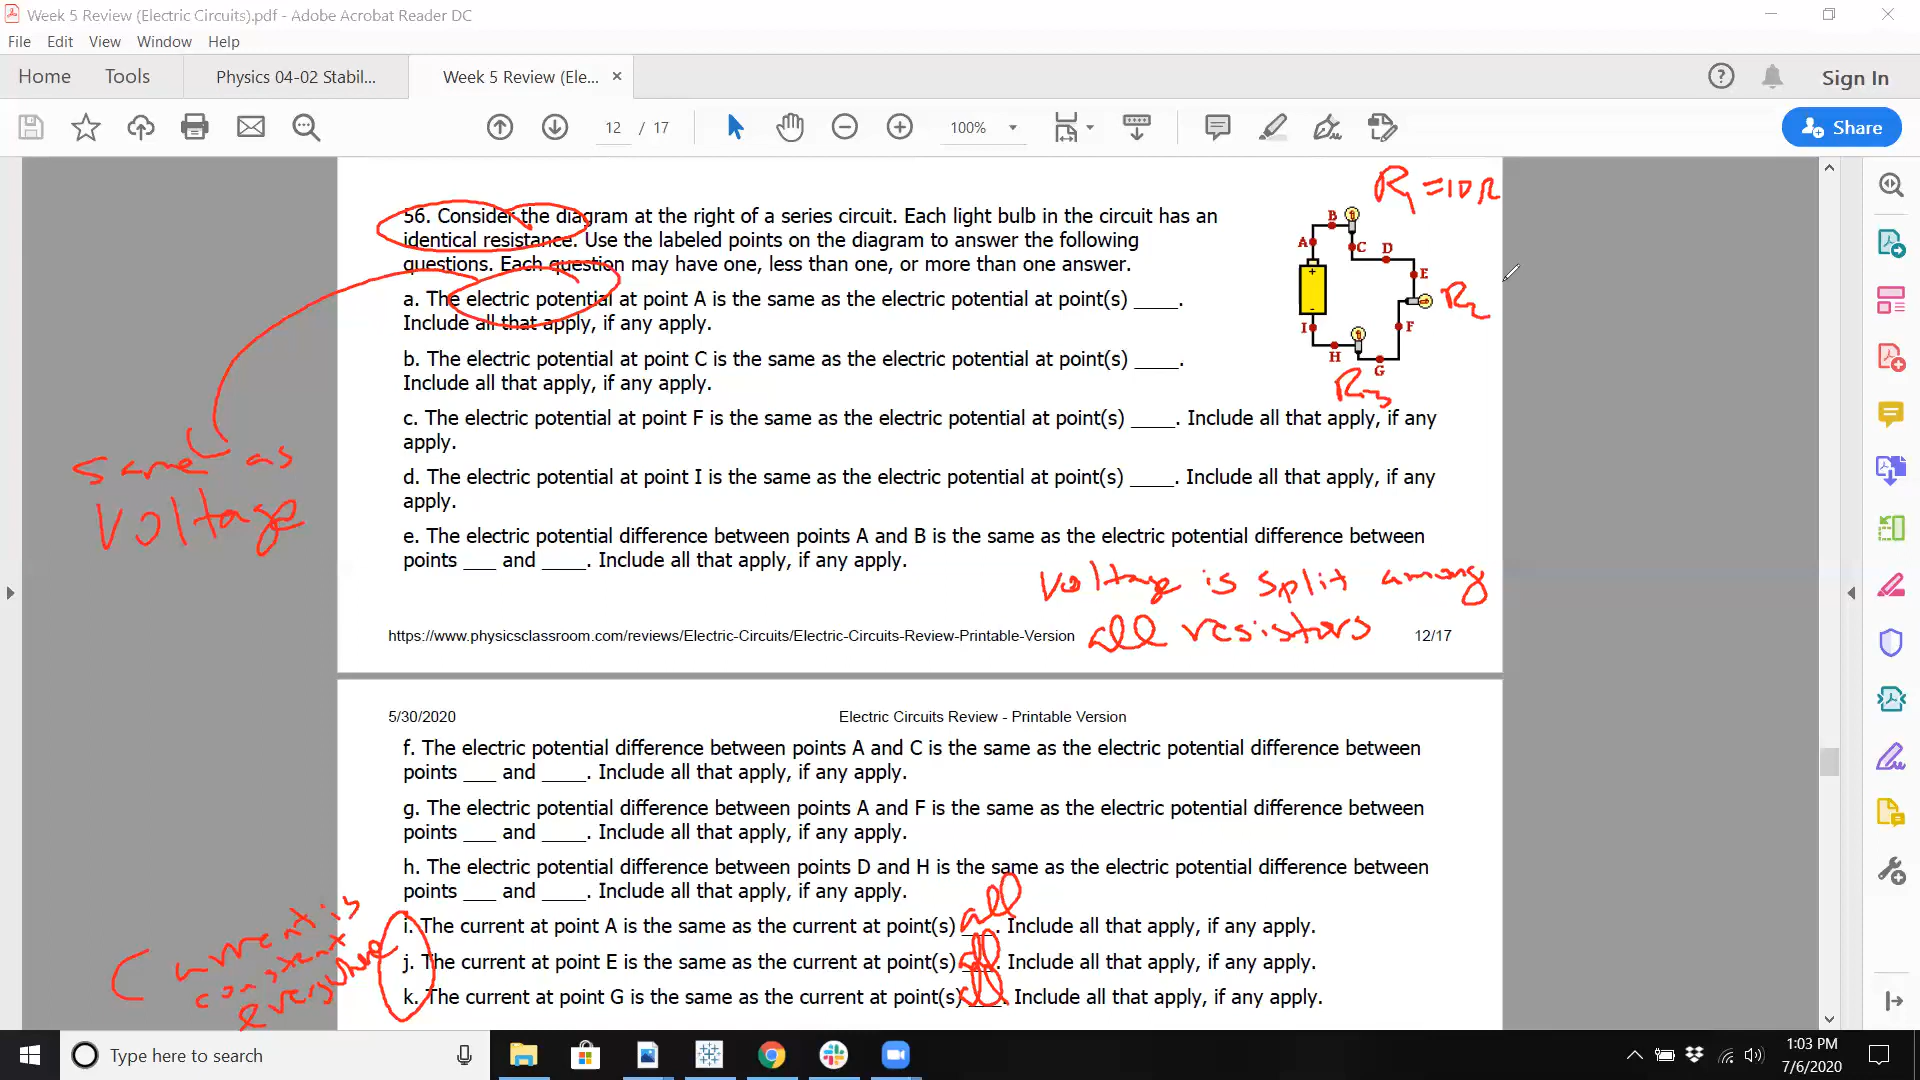 Week 5 Review (Electric Circuits).pdf - Adobe Acrobat Reader DC
File Edit View Window Help
Home Tools Physics 04-02 Stabil... Week 5 Review (Ele... × Sign In
12 / 17 100% Share
R1 = 10Ω
56. Consider the diagram at the right of a series circuit. Each light bulb in the circuit has an
identical resistance. Use the labeled points on the diagram to answer the following
questions. Each question may have one, less than one, or more than one answer.
a. The electric potential at point A is the same as the electric potential at point(s) ____.
Include all that apply, if any apply.
b. The electric potential at point C is the same as the electric potential at point(s) ____.
Include all that apply, if any apply.
A B C D E F G H I
+
-
R2
R3
c. The electric potential at point F is the same as the electric potential at point(s) ____. Include all that apply, if any
apply.
d. The electric potential at point I is the same as the electric potential at point(s) ____. Include all that apply, if any
apply.
same as
Voltage
e. The electric potential difference between points A and B is the same as the electric potential difference between
points ___ and ____. Include all that apply, if any apply.
Voltage is split among
all resistors
https://www.physicsclassroom.com/reviews/Electric-Circuits/Electric-Circuits-Review-Printable-Version 12/17
5/30/2020 Electric Circuits Review - Printable Version
f. The electric potential difference between points A and C is the same as the electric potential difference between
points ___ and ____. Include all that apply, if any apply.
g. The electric potential difference between points A and F is the same as the electric potential difference between
points ___ and ____. Include all that apply, if any apply.
h. The electric potential difference between points D and H is the same as the electric potential difference between
points ___ and ____. Include all that apply, if any apply.
i. The current at point A is the same as the current at point(s) all. Include all that apply, if any apply.
j. The current at point E is the same as the current at point(s) all. Include all that apply, if any apply.
k. The current at point G is the same as the current at point(s) all. Include all that apply, if any apply.
Current is
constant
everywhere
Type here to search
1:03 PM
7/6/2020